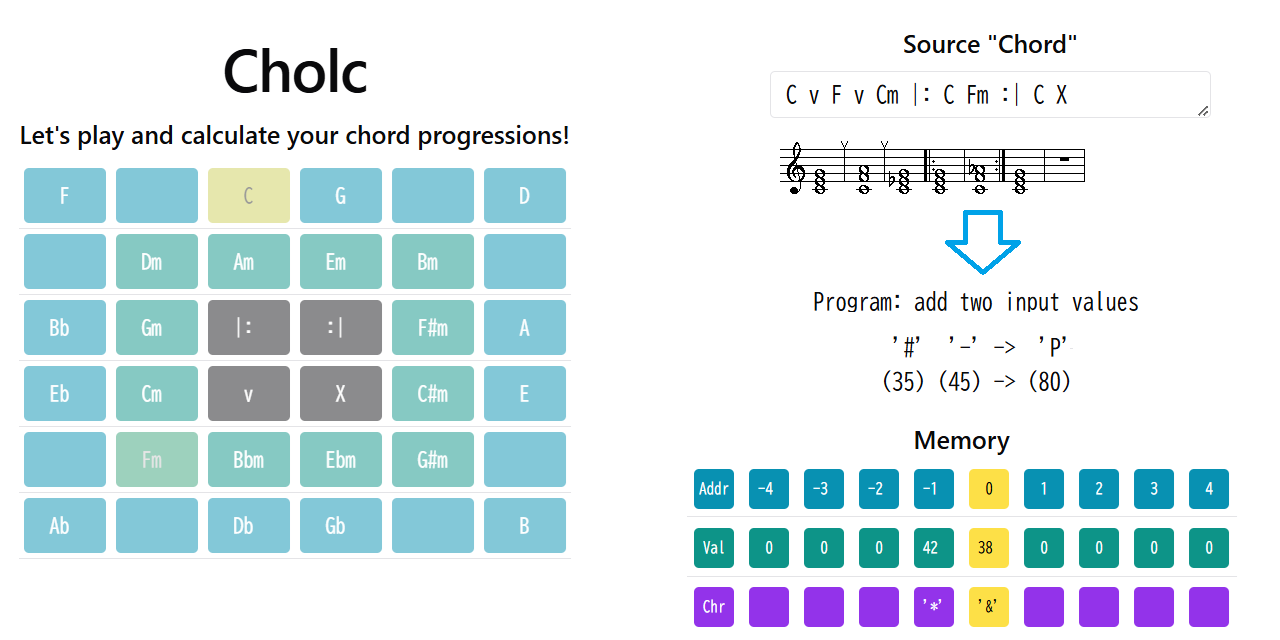 Cholc
Let's play and calculate your chord progressions!
F C G D
Dm Am Em Bm
Bb Gm |: :| F#m A
Eb Cm v X C#m E
Fm Bbm Ebm G#m
Ab Db Gb B
Source "Chord"
C v F v Cm |: C Fm :| C X
Program: add two input values
'#' '-' -> 'P'
(35) (45) -> (80)
Memory
Addr -4 -3 -2 -1 0 1 2 3 4
Val 0 0 0 42 38 0 0 0 0
Chr '*' '&'